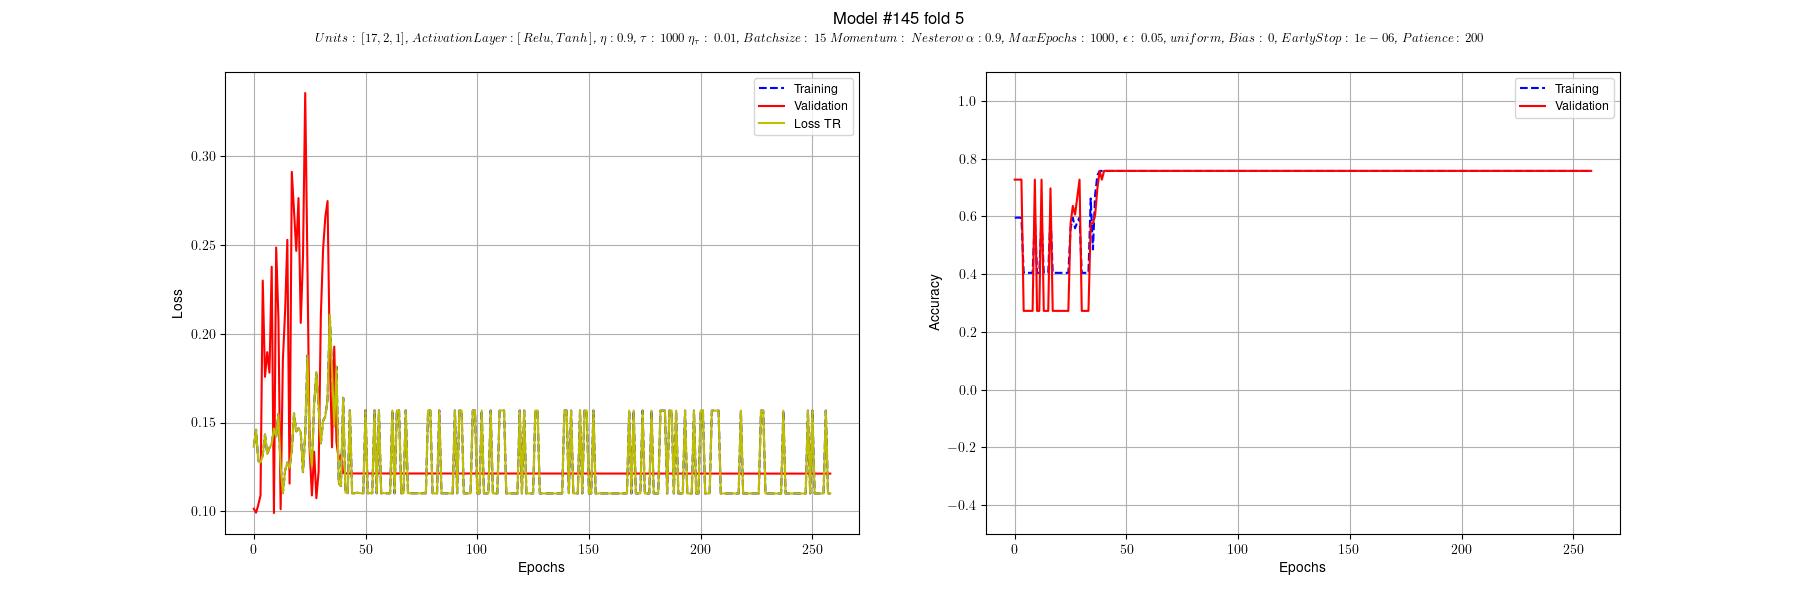 Model #145 fold 5
Units : [17, 2, 1], ActivationLayer : [ Relu, Tanh ], η : 0.9, τ : 1000 η_τ : 0.01, Batchsize : 15 Momentum : Nesterov α : 0.9, MaxEpochs : 1000, ϵ : 0.05, uniform, Bias : 0, EarlyStop : 1e − 06, Patience : 200
Training
Validation
Loss TR
0.30
0.25
0.20
0.15
0.10
Loss
0 50 100 150 200 250
Epochs
Training
Validation
1.0
0.8
0.6
0.4
0.2
0.0
−0.2
−0.4
Accuracy
0 50 100 150 200 250
Epochs